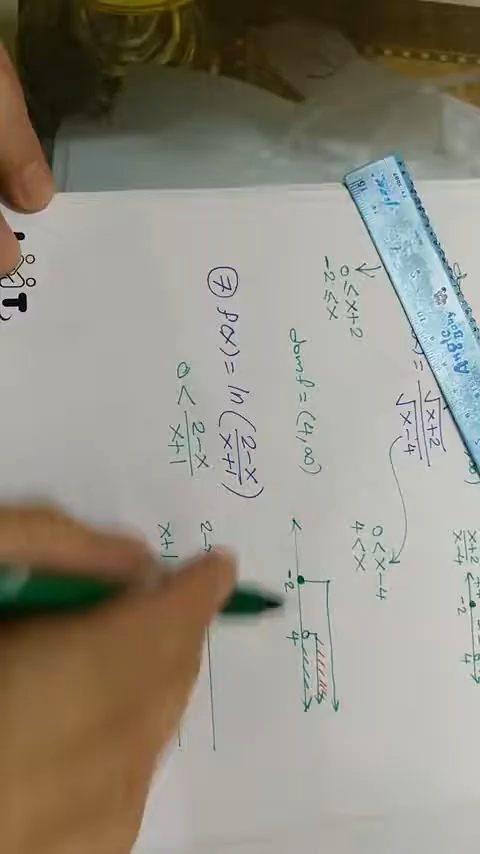 ) = √x+2 / √x-4
0 ≤ x+2
-2 ≤ x
0 < x-4
4 < x
domf = (4, ∞)
-2 4
⑦ f(x) = ln (2-x / x+1)
0 < 2-x / x+1
2-
x+1
x+2 / x-4
-2 4
Angle